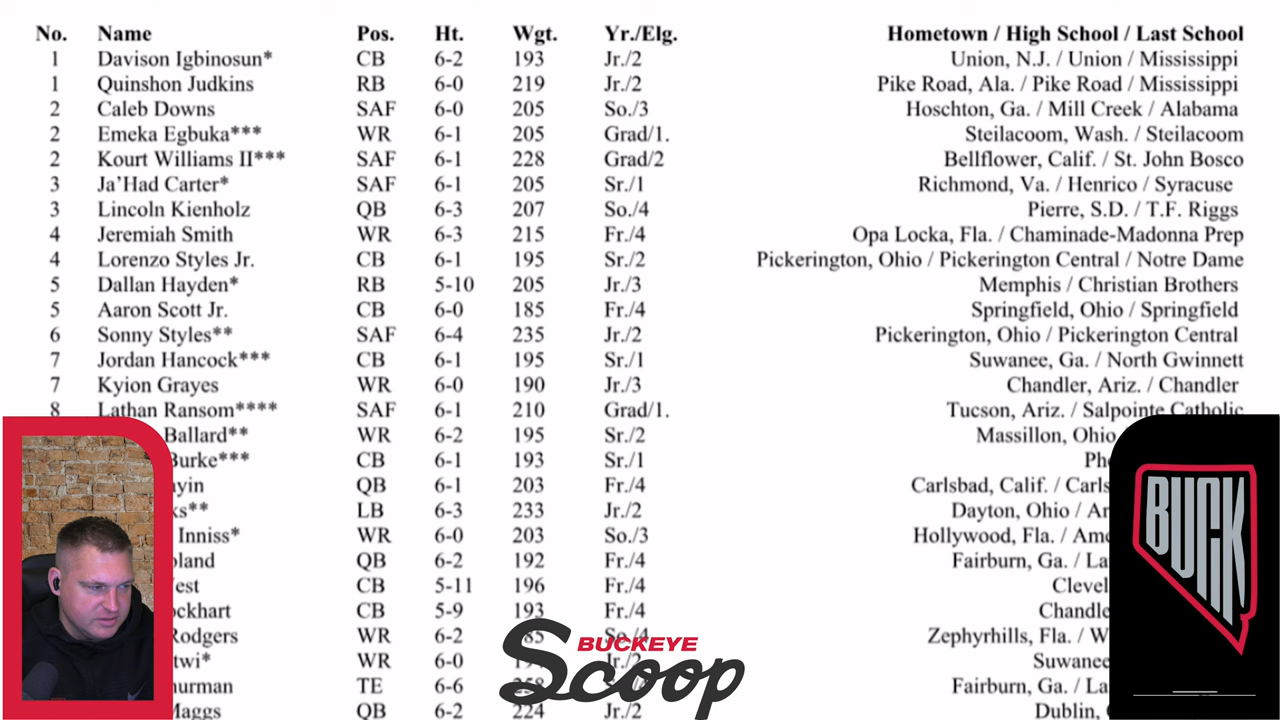 No. Name Pos. Ht. Wgt. Yr./Elg. Hometown / High School / Last School
1 Davison Igbinosun* CB 6-2 193 Jr./2 Union, N.J. / Union / Mississippi
1 Quinshon Judkins RB 6-0 219 Jr./2 Pike Road, Ala. / Pike Road / Mississippi
2 Caleb Downs SAF 6-0 205 So./3 Hoschton, Ga. / Mill Creek / Alabama
2 Emeka Egbuka*** WR 6-1 205 Grad/1. Steilacoom, Wash. / Steilacoom
2 Kourt Williams II*** SAF 6-1 228 Grad/2 Bellflower, Calif. / St. John Bosco
3 Ja’Had Carter* SAF 6-1 205 Sr./1 Richmond, Va. / Henrico / Syracuse
3 Lincoln Kienholz QB 6-3 207 So./4 Pierre, S.D. / T.F. Riggs
4 Jeremiah Smith WR 6-3 215 Fr./4 Opa Locka, Fla. / Chaminade-Madonna Prep
4 Lorenzo Styles Jr. CB 6-1 195 Sr./2 Pickerington, Ohio / Pickerington Central / Notre Dame
5 Dallan Hayden* RB 5-10 205 Jr./3 Memphis / Christian Brothers
5 Aaron Scott Jr. CB 6-0 185 Fr./4 Springfield, Ohio / Springfield
6 Sonny Styles** SAF 6-4 235 Jr./2 Pickerington, Ohio / Pickerington Central
7 Jordan Hancock*** CB 6-1 195 Sr./1 Suwanee, Ga. / North Gwinnett
7 Kyion Grayes WR 6-0 190 Jr./3 Chandler, Ariz. / Chandler
8 Lathan Ransom**** SAF 6-1 210 Grad/1. Tucson, Ariz. / Salpointe Catholic
Ballard** WR 6-2 195 Sr./2 Massillon, Ohio
Burke*** CB 6-1 193 Sr./1
QB 6-1 203 Fr./4 Carlsbad, Calif. /
LB 6-3 233 Jr./2 Dayton, Ohio /
Inniss* WR 6-0 203 So./3 Hollywood, Fla. /
QB 6-2 192 Fr./4 Fairburn, Ga. /
CB 5-11 196 Fr./4
CB 5-9 193 Fr./4
Rodgers WR 6-2 Zephyrhills, Fla. /
WR 6-0 Jr./2 Suwanee
TE 6-6 Fairburn, Ga. /
Maggs QB 6-2 224 Jr./2 Dublin,
BUCKEYE
Scoop
BUCK